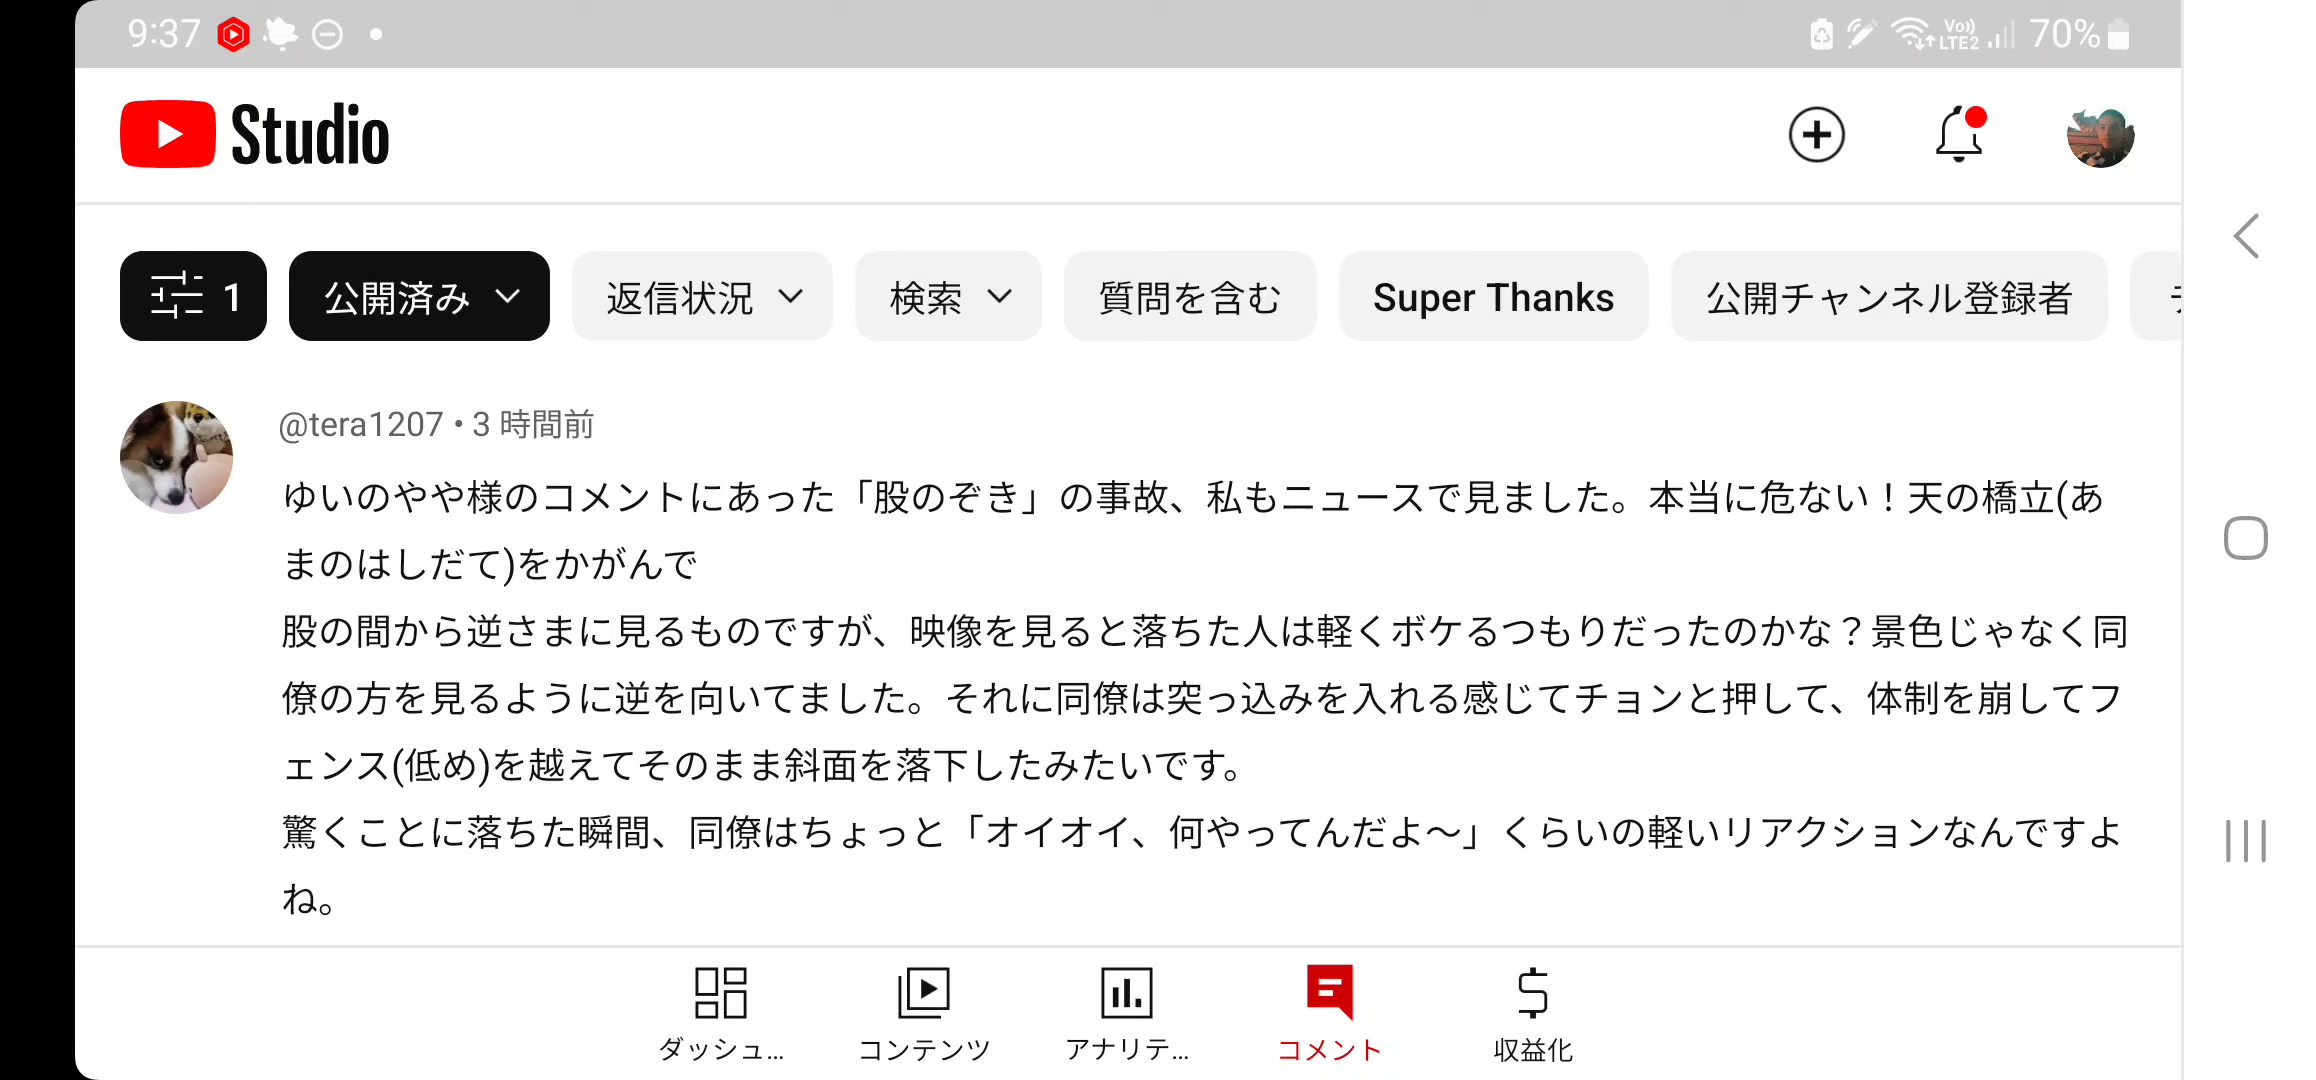 9:37
Vo))
LTE2
70%
Studio
1
公開済み
返信状況
検索
質問を含む
Super Thanks
公開チャンネル登録者
@tera1207 • 3 時間前
ゆいのやや様のコメントにあった「股のぞき」の事故、私もニュースで見ました。本当に危ない！天の橋立(あ
まのはしだて)をかがんで
股の間から逆さまに見るものですが、映像を見ると落ちた人は軽くボケるつもりだったのかな？景色じゃなく同
僚の方を見るように逆を向いてました。それに同僚は突っ込みを入れる感じてチョンと押して、体制を崩してフ
ェンス(低め)を越えてそのまま斜面を落下したみたいです。
驚くことに落ちた瞬間、同僚はちょっと「オイオイ、何やってんだよ〜」くらいの軽いリアクションなんですよ
ね。
ダッシュ...
コンテンツ
アナリテ...
コメント
収益化